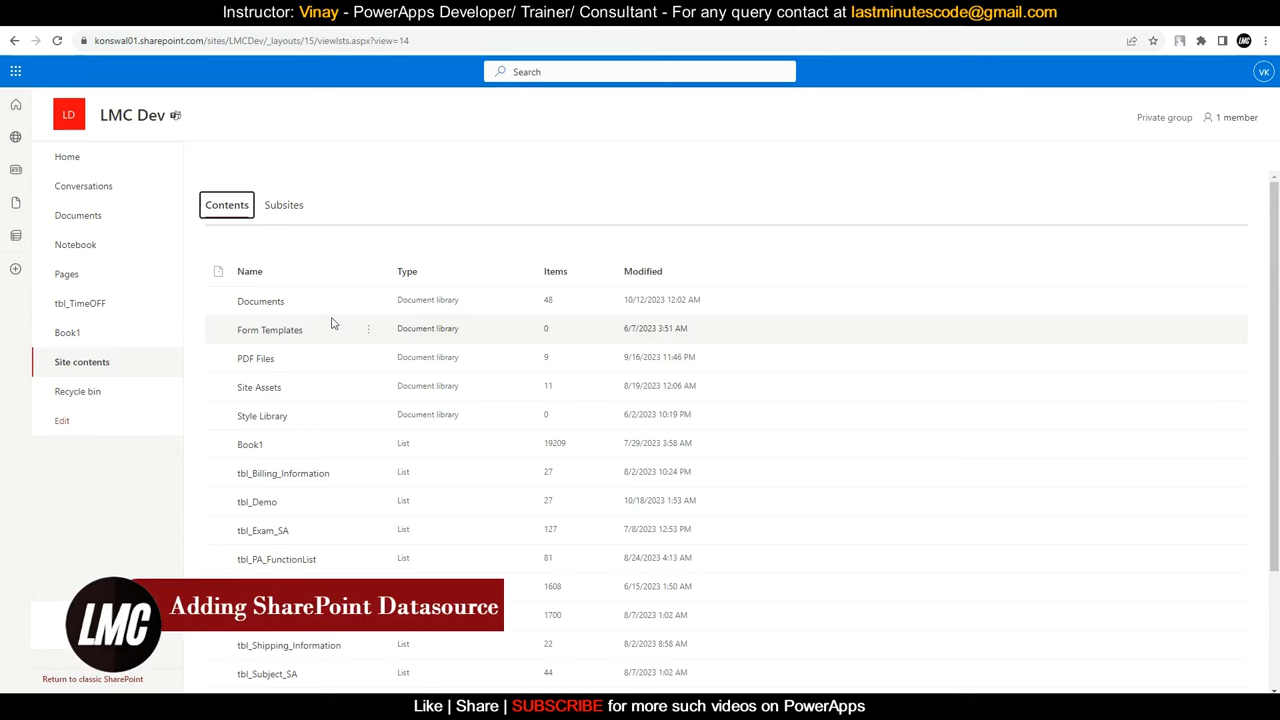 Instructor: Vinay - PowerApps Developer/ Trainer/ Consultant - For any query contact at lastminutescode@gmail.com
konswal01.sharepoint.com/sites/LMCDev/_layouts/15/viewlsts.aspx?view=14
LMC
Search
VK
LD
LMC Dev
Private group
1 member
Home
Conversations
Documents
Notebook
Pages
tbl_TimeOFF
Book1
Site contents
Recycle bin
Edit
Contents Subsites
Name Type Items Modified
Documents Document library 48 10/12/2023 12:02 AM
Form Templates Document library 0 6/7/2023 3:51 AM
PDF Files Document library 9 9/16/2023 11:46 PM
Site Assets Document library 11 8/19/2023 12:06 AM
Style Library Document library 0 6/2/2023 10:19 PM
Book1 List 19209 7/29/2023 3:58 AM
tbl_Billing_Information List 27 8/2/2023 10:24 PM
tbl_Demo List 27 10/18/2023 1:53 AM
tbl_Exam_SA List 127 7/8/2023 12:53 PM
tbl_PA_FunctionList List 81 8/24/2023 4:13 AM
1608 6/15/2023 1:50 AM
1700 8/7/2023 1:02 AM
tbl_Shipping_Information List 22 8/2/2023 8:58 AM
tbl_Subject_SA List 44 8/7/2023 1:02 AM
LMC
Adding SharePoint Datasource
Return to classic SharePoint
Like | Share | SUBSCRIBE for more such videos on PowerApps